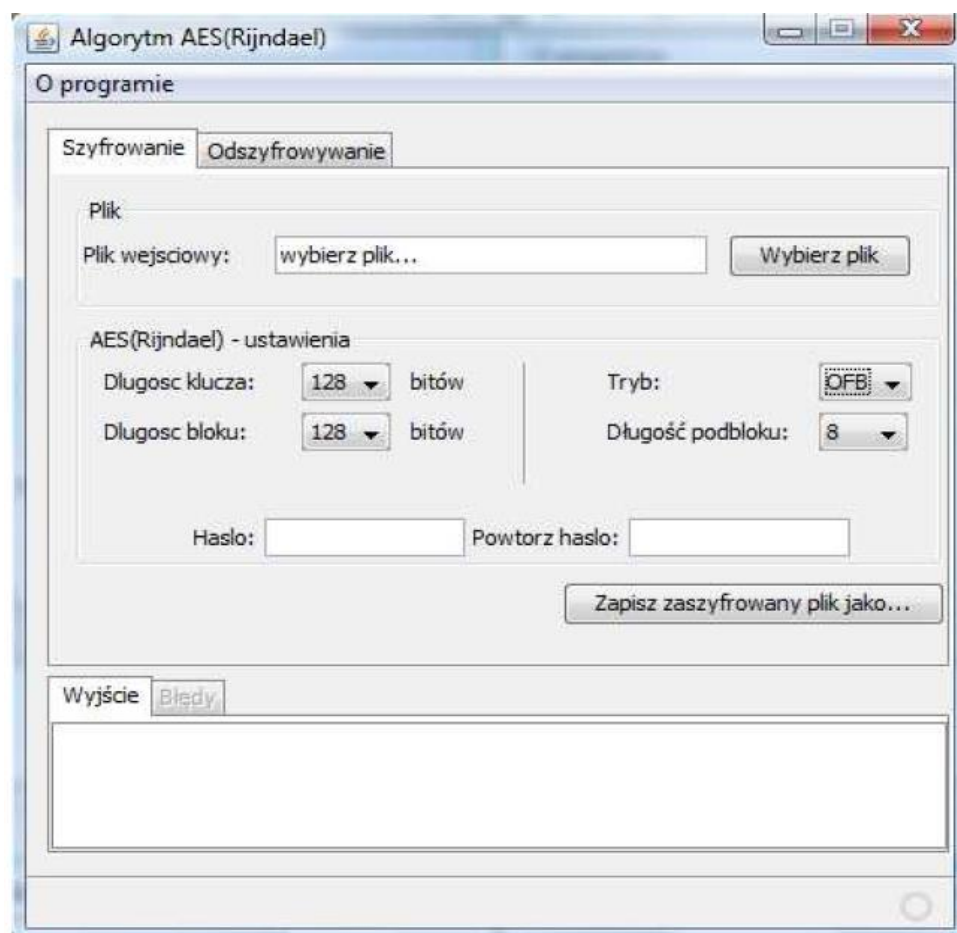 Algorytm AES(Rijndael)
O programie
Szyfrowanie Odszyfrowywanie
Plik
Plik wejsciowy: wybierz plik... Wybierz plik
AES(Rijndael) - ustawienia
Dlugosc klucza: 128 bitów Tryb: OFB
Dlugosc bloku: 128 bitów Długość podbloku: 8
Haslo: Powtorz haslo:
Zapisz zaszyfrowany plik jako...
Wyjście Błędy